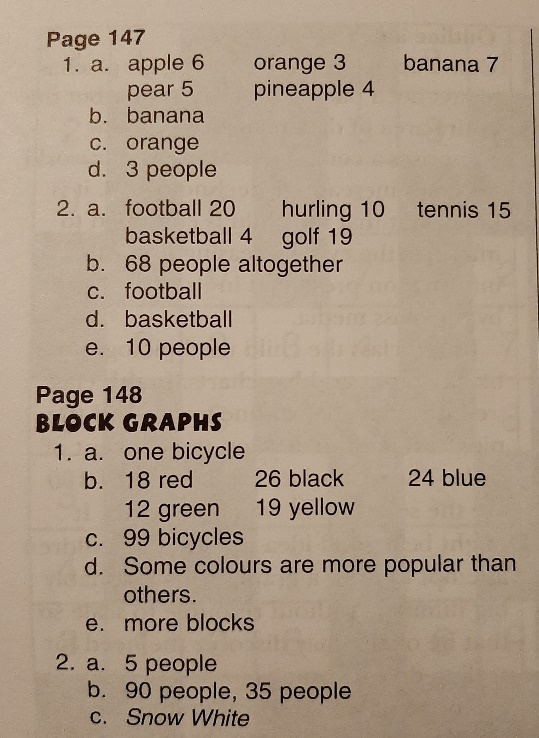 Page 147
1. a. apple 6 orange 3 banana 7
pear 5 pineapple 4
b. banana
c. orange
d. 3 people
2. a. football 20 hurling 10 tennis 15
basketball 4 golf 19
b. 68 people altogether
c. football
d. basketball
e. 10 people
Page 148
BLOCK GRAPHS
1. a. one bicycle
b. 18 red 26 black 24 blue
12 green 19 yellow
c. 99 bicycles
d. Some colours are more popular than
others.
e. more blocks
2. a. 5 people
b. 90 people, 35 people
c. Snow White